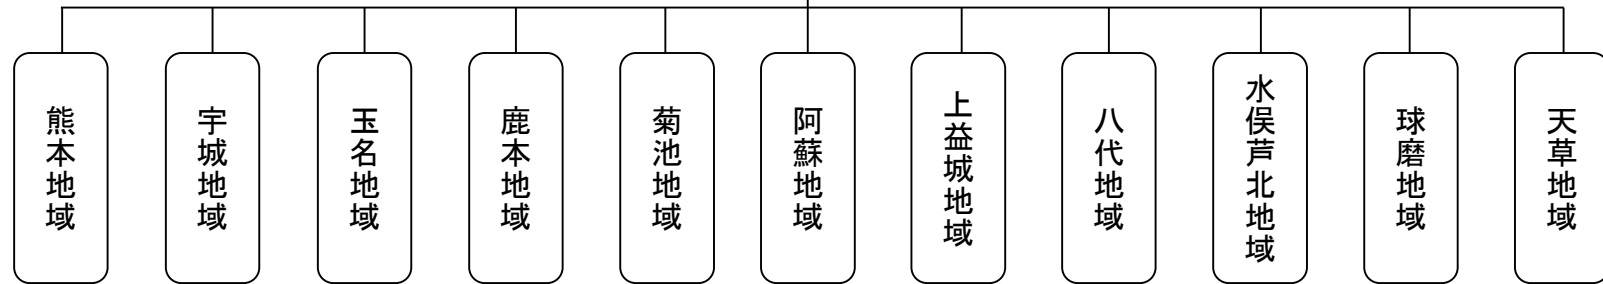 熊本地域
宇城地域
玉名地域
鹿本地域
菊池地域
阿蘇地域
上益城地域
八代地域
水俣芦北地域
球磨地域
天草地域